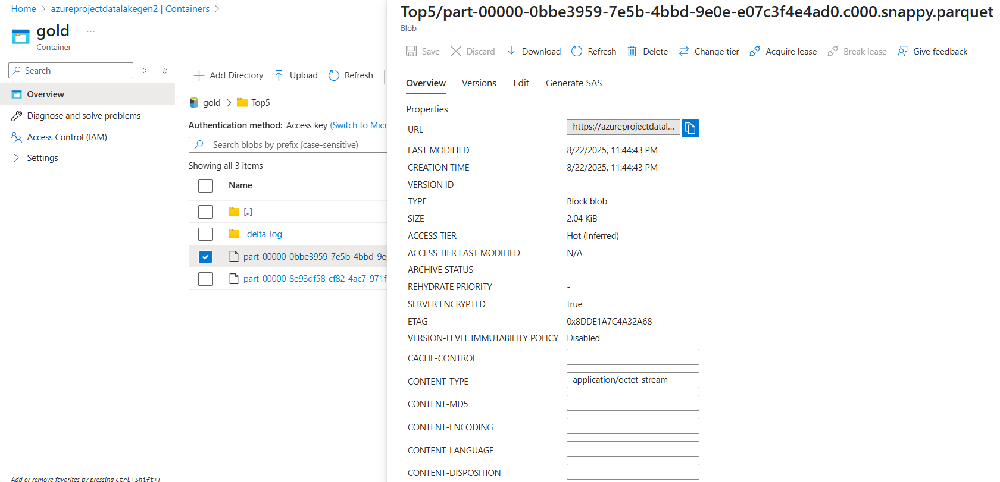 Home > azureprojectdatalakegen2 | Containers >
gold ...
Container
Search
Overview
Diagnose and solve problems
Access Control (IAM)
Settings
Add or remove favorites by pressing Ctrl+Shift+F
Add Directory Upload Refresh
gold > Top5
Authentication method: Access key (Switch to Micr
Search blobs by prefix (case-sensitive)
Showing all 3 items
Name
[..]
_delta_log
part-00000-0bbe3959-7e5b-4bbd-9e
part-00000-8e93df58-cf82-4ac7-971f
Top5/part-00000-0bbe3959-7e5b-4bbd-9e0e-e07c3f4e4ad0.c000.snappy.parquet
Blob
Save Discard Download Refresh Delete Change tier Acquire lease Break lease Give feedback
Overview Versions Edit Generate SAS
Properties
URL https://azureprojectdatal...
LAST MODIFIED 8/22/2025, 11:44:43 PM
CREATION TIME 8/22/2025, 11:44:43 PM
VERSION ID -
TYPE Block blob
SIZE 2.04 KiB
ACCESS TIER Hot (Inferred)
ACCESS TIER LAST MODIFIED N/A
ARCHIVE STATUS -
REHYDRATE PRIORITY -
SERVER ENCRYPTED true
ETAG 0x8DDE1A7C4A32A68
VERSION-LEVEL IMMUTABILITY POLICY Disabled
CACHE-CONTROL
CONTENT-TYPE application/octet-stream
CONTENT-MD5
CONTENT-ENCODING
CONTENT-LANGUAGE
CONTENT-DISPOSITION